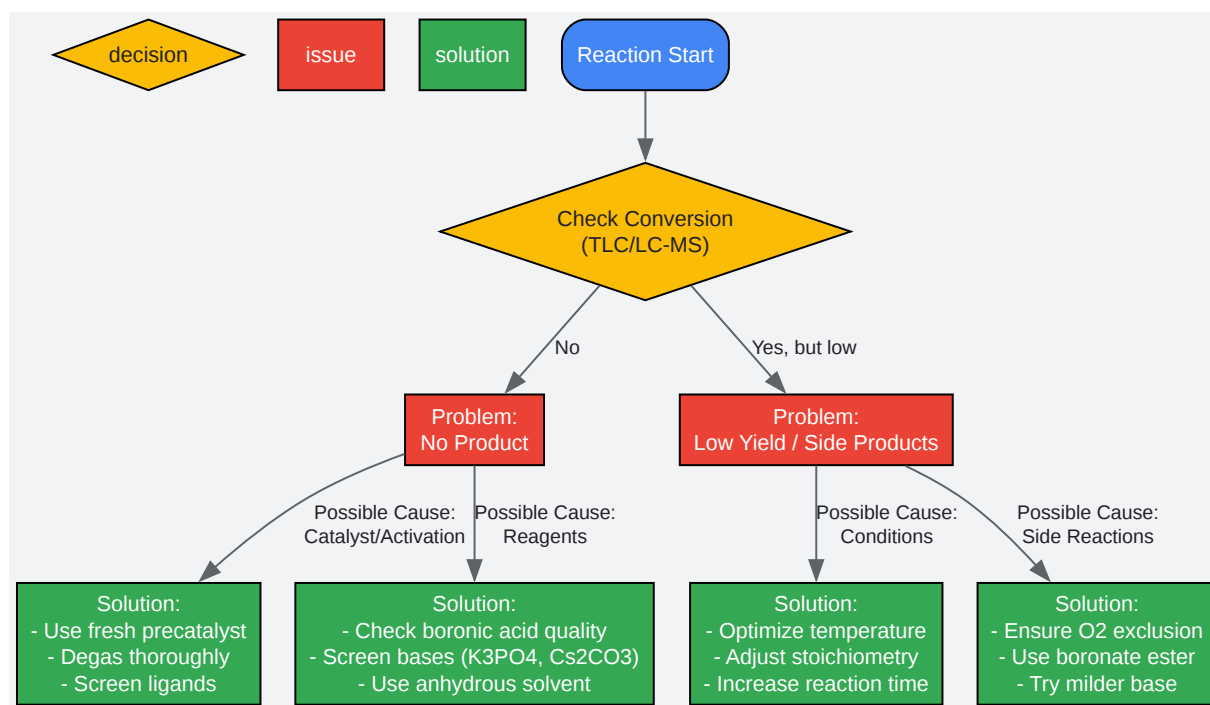 decision
issue
solution
Reaction Start
Check Conversion
(TLC/LC-MS)
No
Yes, but low
Problem:
No Product
Problem:
Low Yield / Side Products
Possible Cause:
Catalyst/Activation
Possible Cause:
Reagents
Possible Cause:
Conditions
Possible Cause:
Side Reactions
Solution:
- Use fresh precatalyst
- Degas thoroughly
- Screen ligands
Solution:
- Check boronic acid quality
- Screen bases (K3PO4, Cs2CO3)
- Use anhydrous solvent
Solution:
- Optimize temperature
- Adjust stoichiometry
- Increase reaction time
Solution:
- Ensure O2 exclusion
- Use boronate ester
- Try milder base